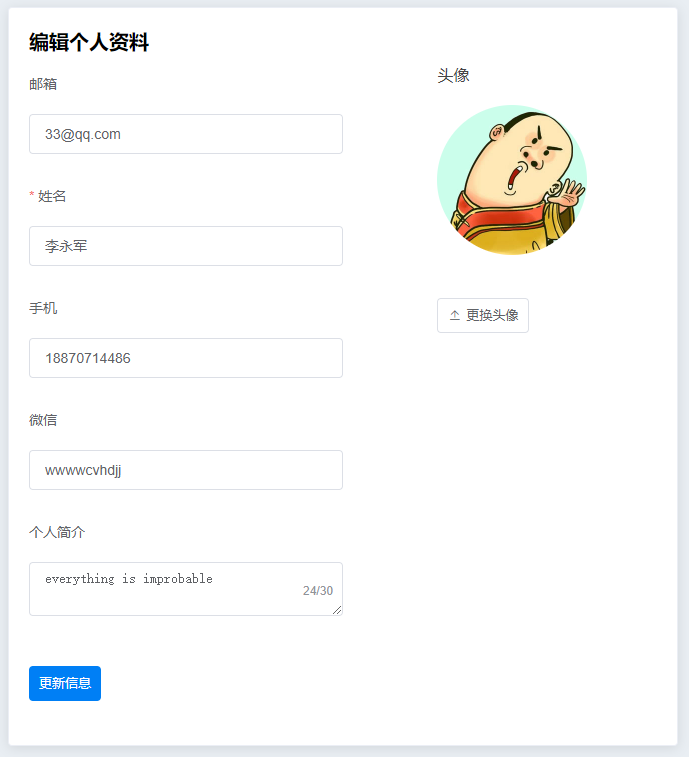 编辑个人资料
邮箱
33@qq.com
* 姓名
李永军
手机
18870714486
微信
wwwwcvhdjj
个人简介
everything is improbable
24/30
更新信息
头像
更换头像